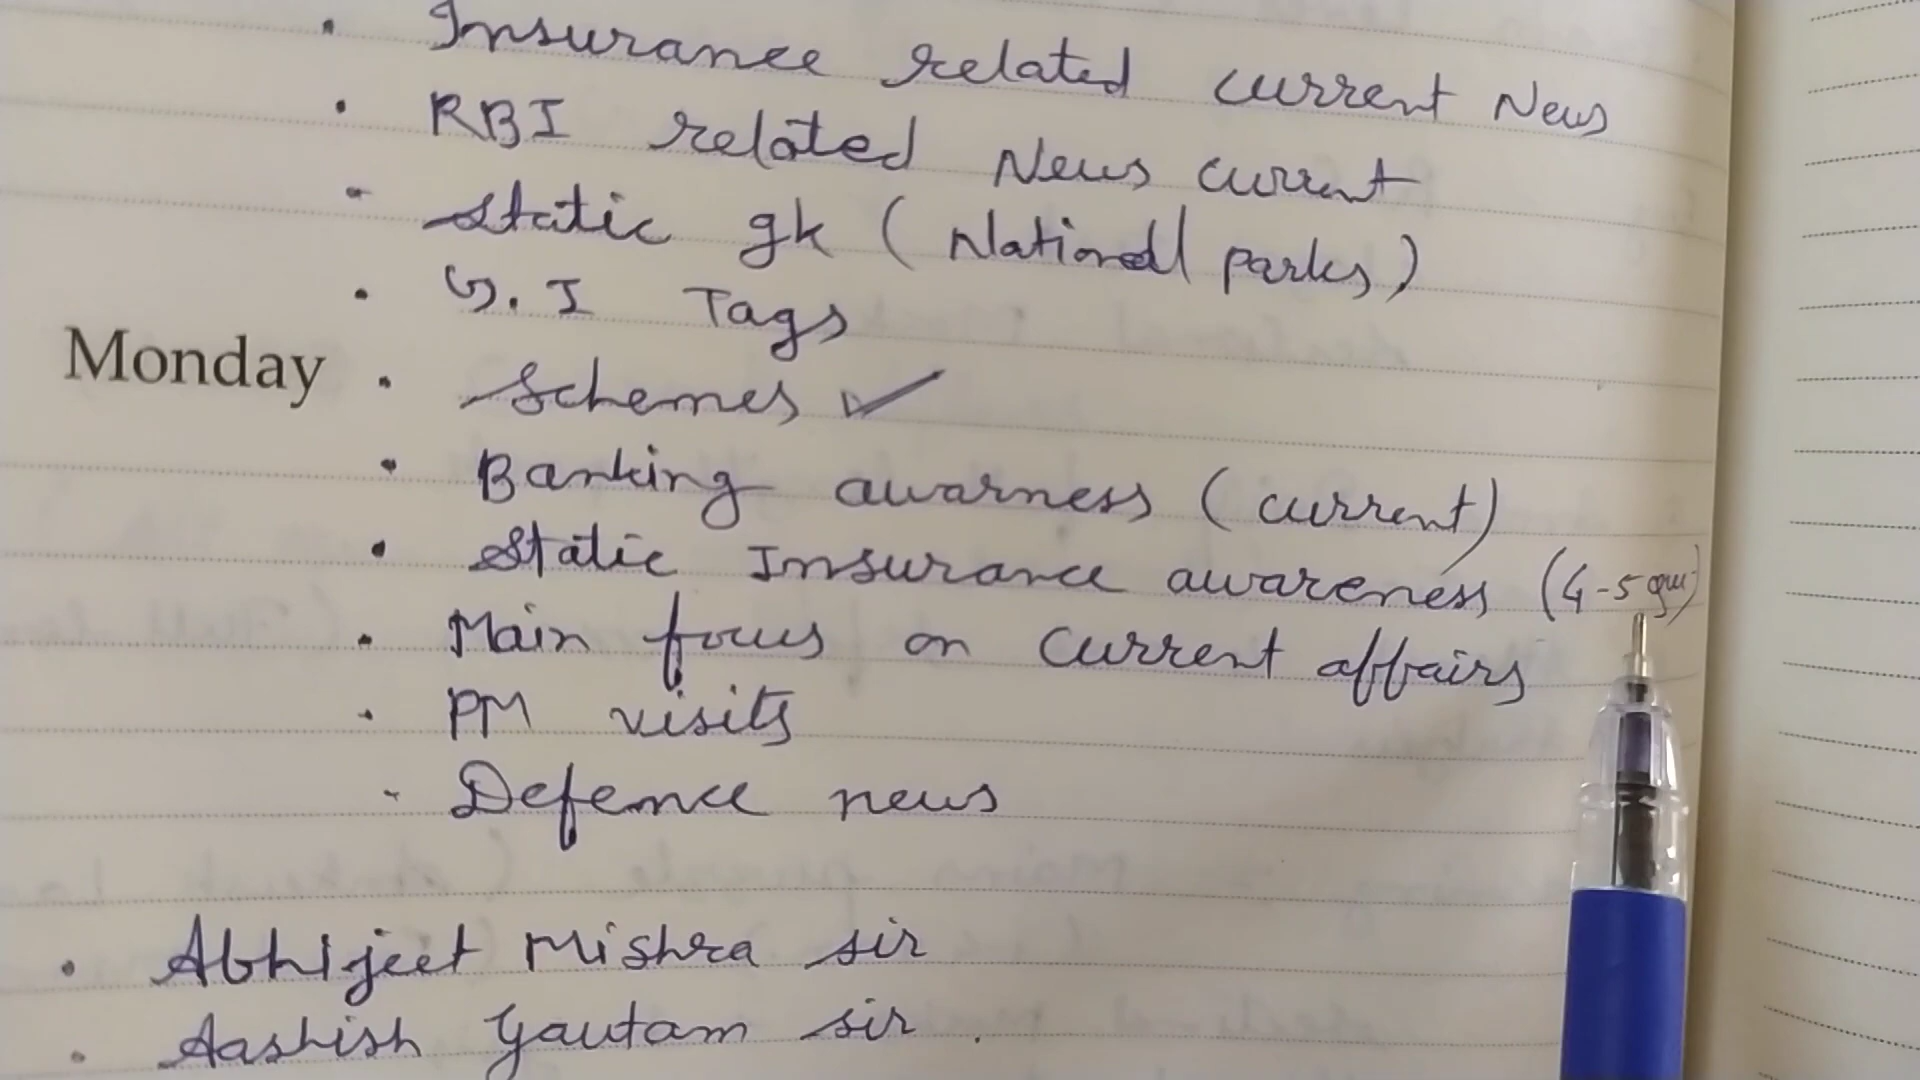 • Insurance related current News
• RBI related News current
• Static gk ( National parks )
• G.I Tags
Monday • Schemes ✓
• Banking awarness ( current )
• Static Insurance awareness (4-5 que)
• Main focus on current affairs
• PM visits
- Defence news
• Abhijeet Mishra sir
• Aashish Gautam sir .